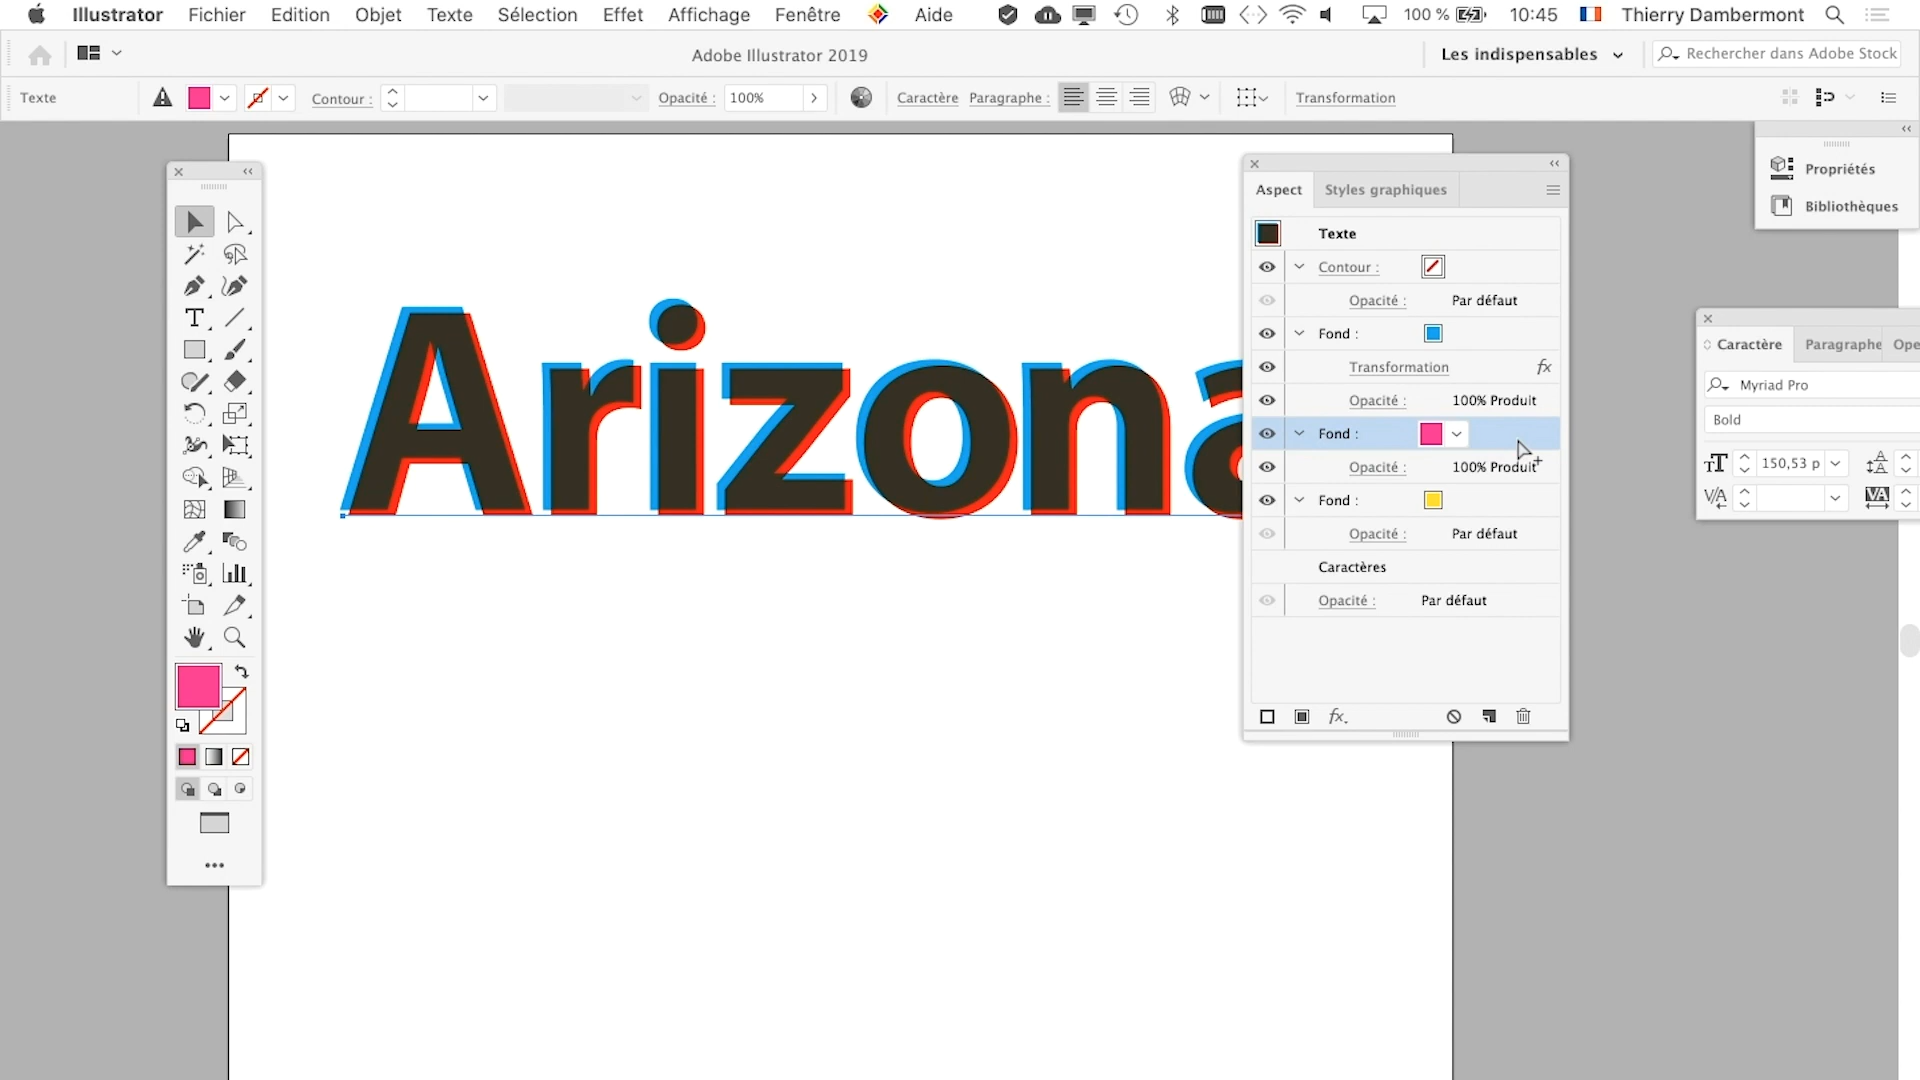 Illustrator Fichier Edition Objet Texte Sélection Effet Affichage Fenêtre Aide 100 % 10:45 Thierry Dambermont
Adobe Illustrator 2019 Les indispensables Rechercher dans Adobe Stock
Texte Contour : Opacité : 100% Caractère Paragraphe : Transformation
Propriétés
Bibliothèques
Aspect Styles graphiques
Texte
Contour :
Opacité : Par défaut
Fond :
Transformation fx
Opacité : 100% Produit
Fond :
Opacité : 100% Produit
Fond :
Opacité : Par défaut
Caractères
Opacité : Par défaut
fx.
Arizona
Caractère Paragraphe Ope
Myriad Pro
Bold
150,53 p